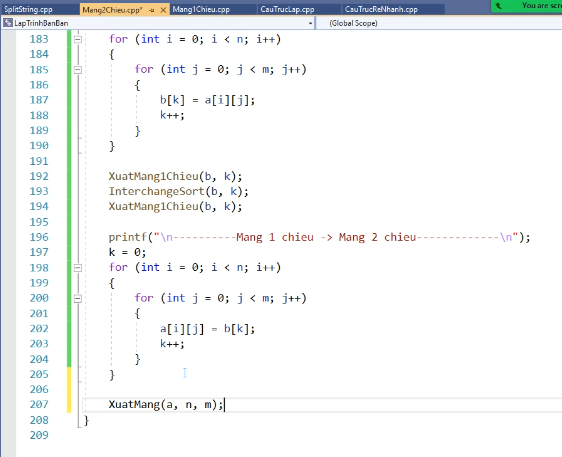 SplitString.cpp Mang2Chieu.cpp* Mang1Chieu.cpp CauTrucLap.cpp CauTrucReNhanh.cpp You are scre
LapTrinhBanBan (Global Scope)
183 for (int i = 0; i < n; i++)
184 {
185 for (int j = 0; j < m; j++)
186 {
187 b[k] = a[i][j];
188 k++;
189 }
190 }
191
192 XuatMang1Chieu(b, k);
193 InterchangeSort(b, k);
194 XuatMang1Chieu(b, k);
195
196 printf("\n----------Mang 1 chieu -> Mang 2 chieu-------------\n");
197 k = 0;
198 for (int i = 0; i < n; i++)
199 {
200 for (int j = 0; j < m; j++)
201 {
202 a[i][j] = b[k];
203 k++;
204 }
205 }
206
207 XuatMang(a, n, m);
208 }
209